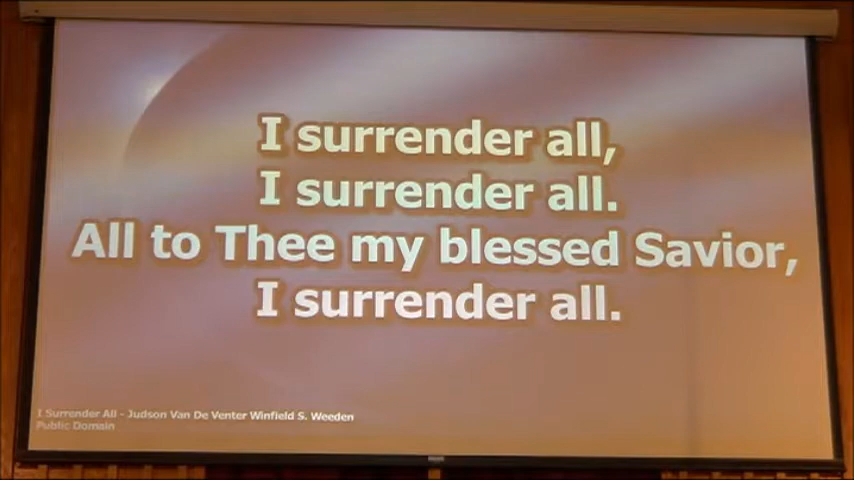 I surrender all,
I surrender all.
All to Thee my blessed Savior,
I surrender all.
I Surrender All - Judson Van De Venter Winfield S. Weeden
Public Domain